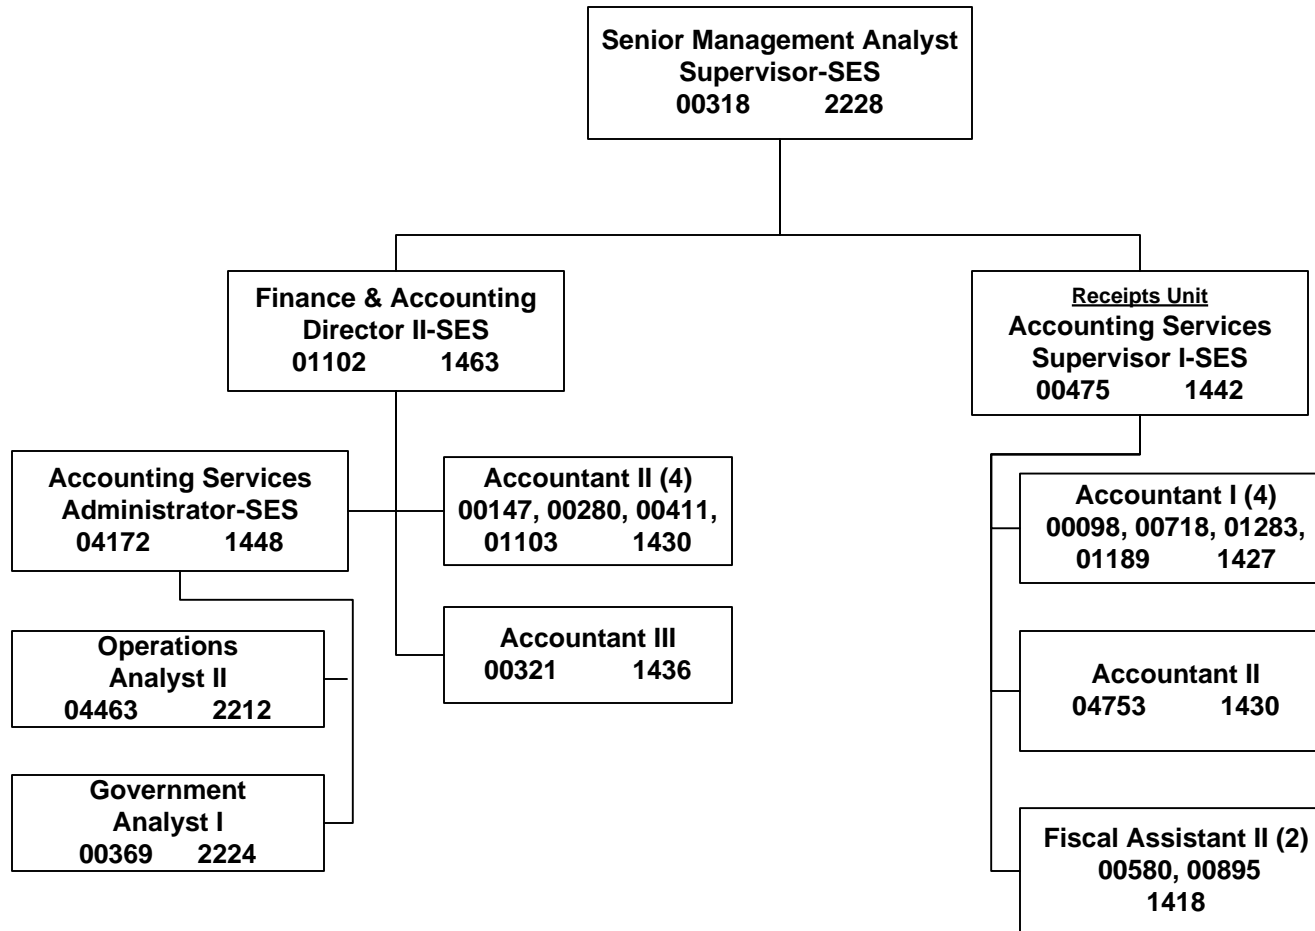 Senior Management Analyst
Supervisor-SES
00318 2228
Finance & Accounting
Director II-SES
01102 1463
Receipts Unit
Accounting Services
Supervisor I-SES
00475 1442
Accounting Services
Administrator-SES
04172 1448
Accountant II (4)
00147, 00280, 00411,
01103 1430
Accountant I (4)
00098, 00718, 01283,
01189 1427
Operations
Analyst II
04463 2212
Accountant III
00321 1436
Accountant II
04753 1430
Government
Analyst I
00369 2224
Fiscal Assistant II (2)
00580, 00895
1418